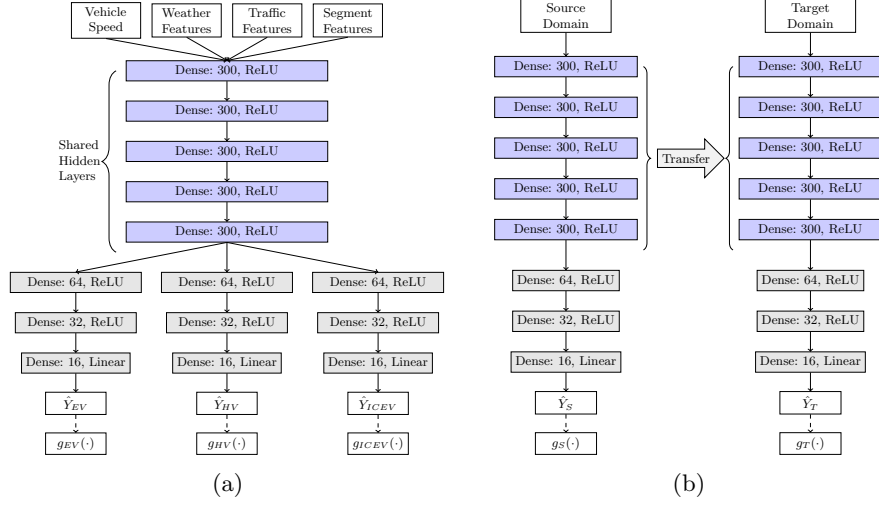 Vehicle
Speed
Weather
Features
Traffic
Features
Segment
Features
Dense: 300, ReLU
Dense: 300, ReLU
Dense: 300, ReLU
Dense: 300, ReLU
Dense: 300, ReLU
Shared
Hidden
Layers
Dense: 64, ReLU
Dense: 64, ReLU
Dense: 64, ReLU
Dense: 32, ReLU
Dense: 32, ReLU
Dense: 32, ReLU
Dense: 16, Linear
Dense: 16, Linear
Dense: 16, Linear
Ŷ_EV
Ŷ_HV
Ŷ_ICEV
g_EV(·)
g_HV(·)
g_ICEV(·)
(a)
Source
Domain
Dense: 300, ReLU
Dense: 300, ReLU
Dense: 300, ReLU
Dense: 300, ReLU
Dense: 300, ReLU
Dense: 64, ReLU
Dense: 32, ReLU
Dense: 16, Linear
Ŷ_S
g_S(·)
Transfer
Target
Domain
Dense: 300, ReLU
Dense: 300, ReLU
Dense: 300, ReLU
Dense: 300, ReLU
Dense: 300, ReLU
Dense: 64, ReLU
Dense: 32, ReLU
Dense: 16, Linear
Ŷ_T
g_T(·)
(b)